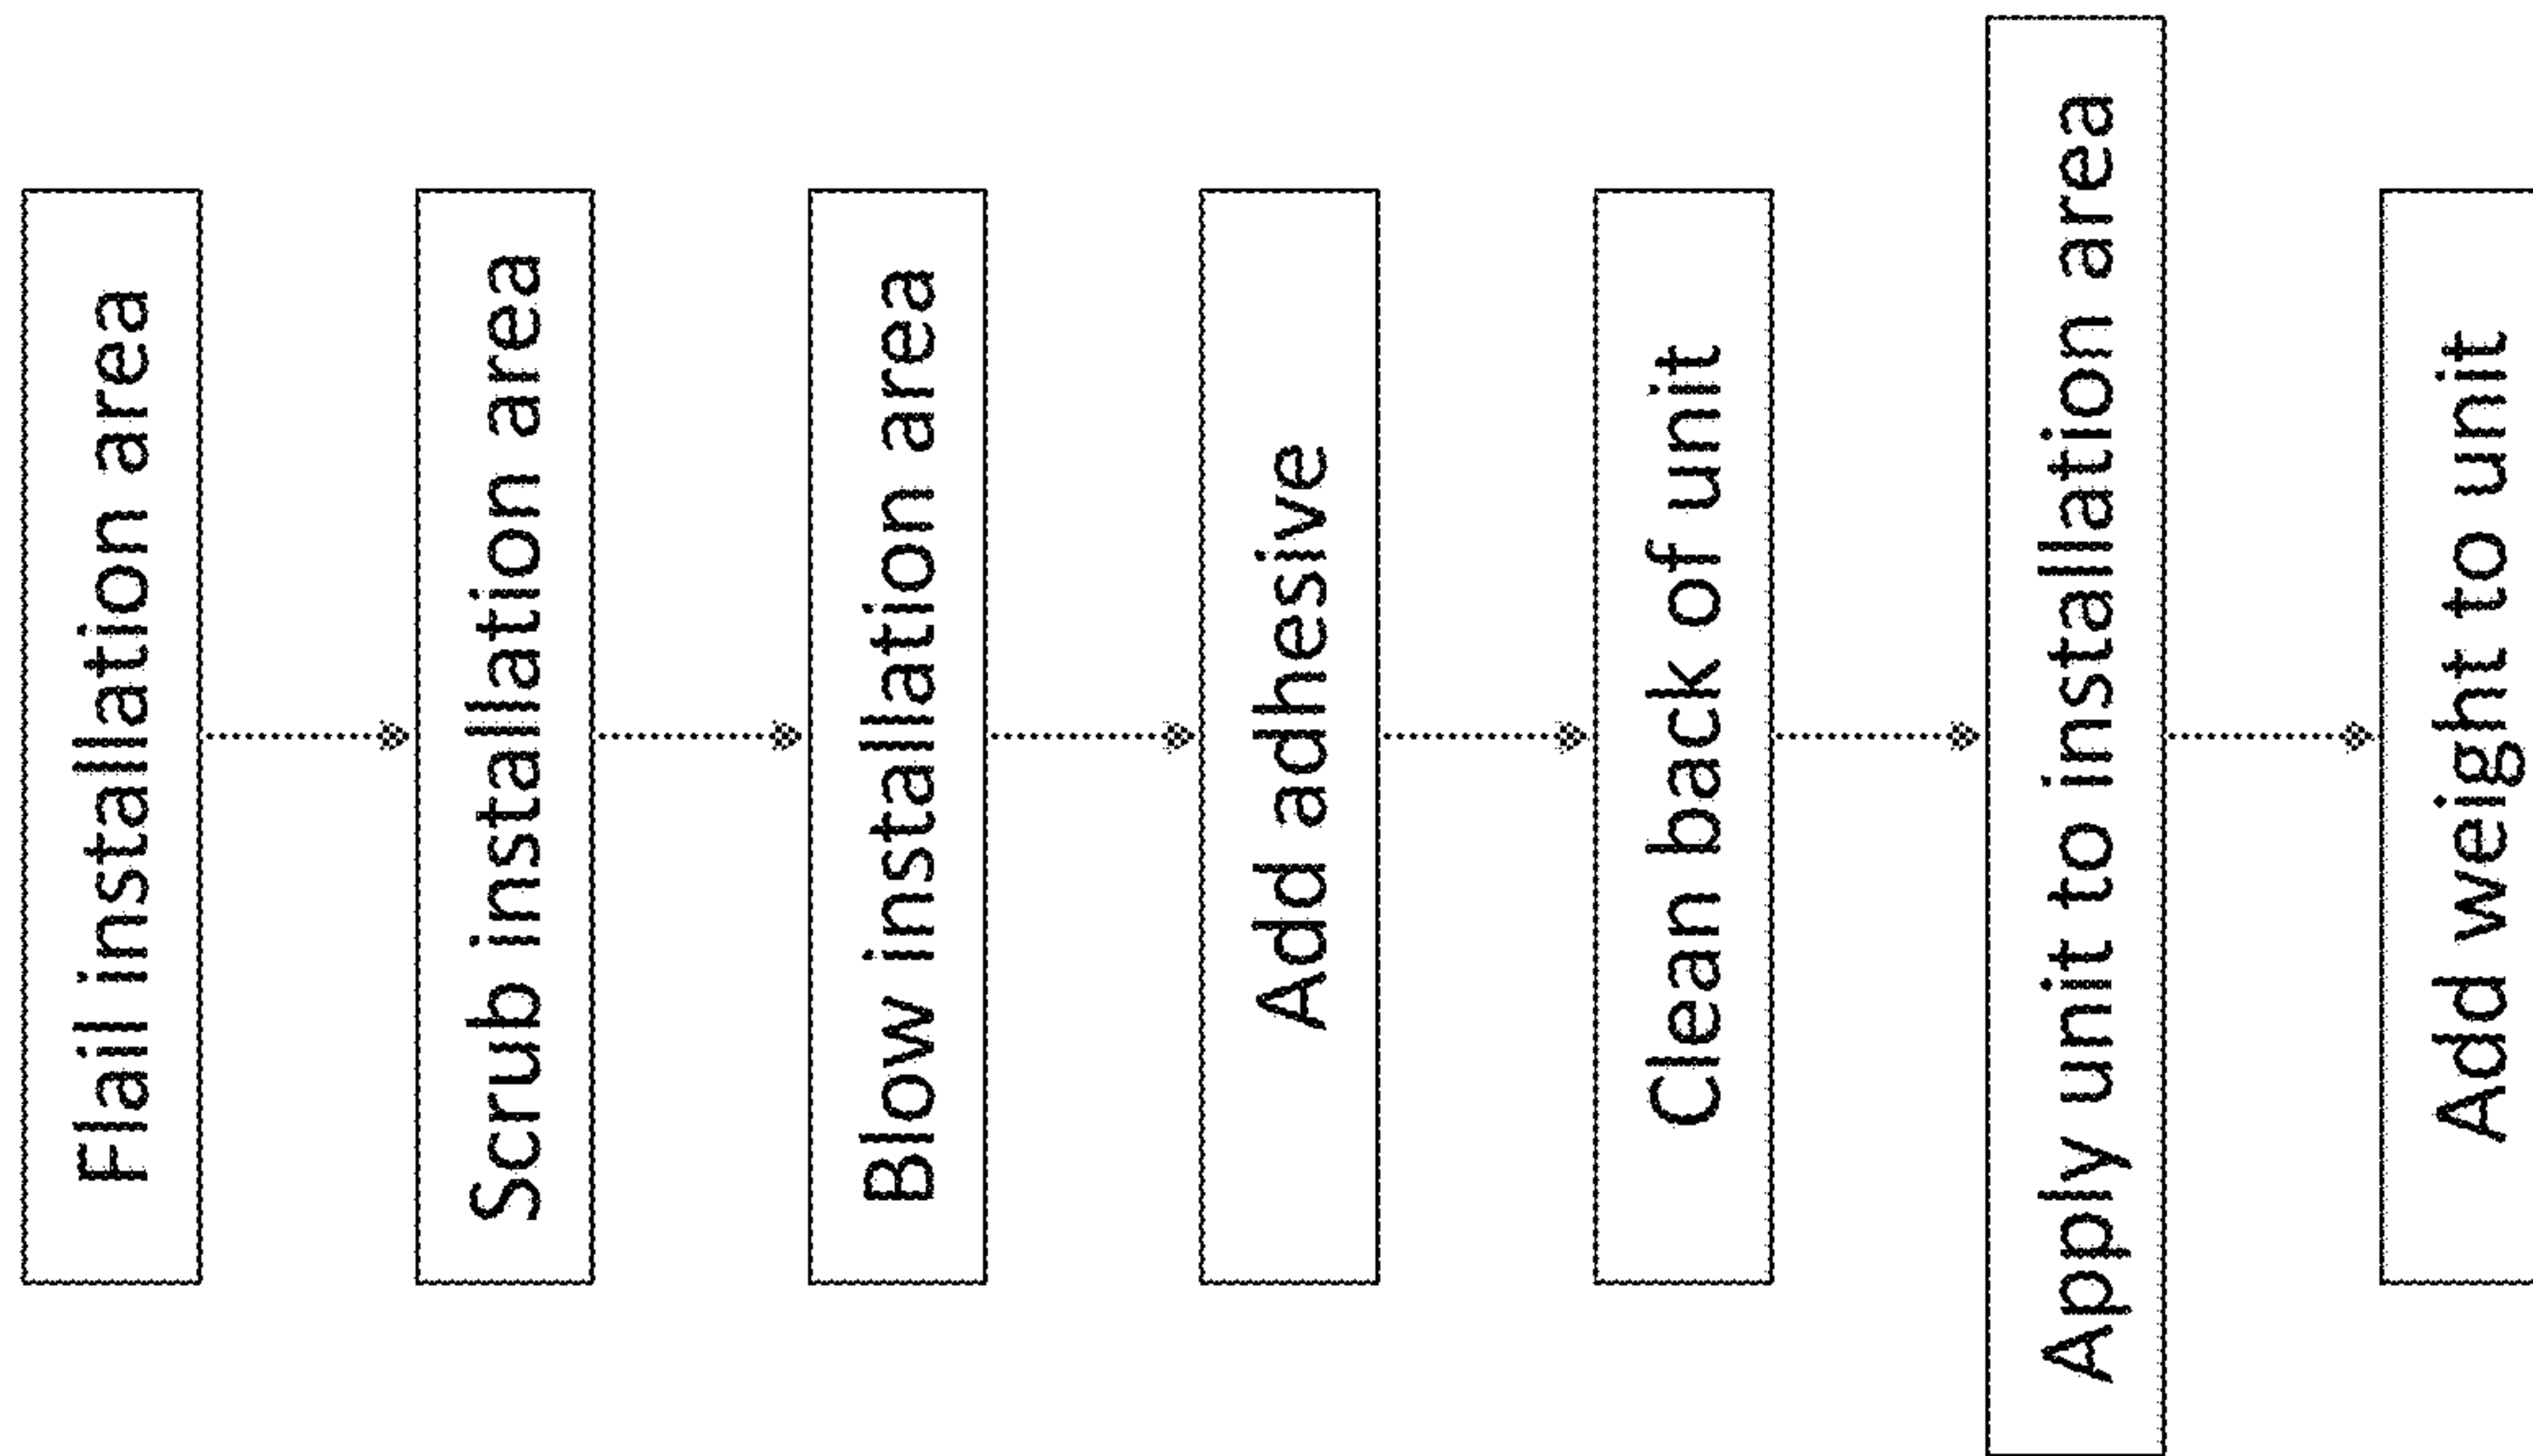 Flail installation area
Scrub installation area
Blow installation area
Add adhesive
Clean back of unit
Apply unit to installation area
Add weight to unit